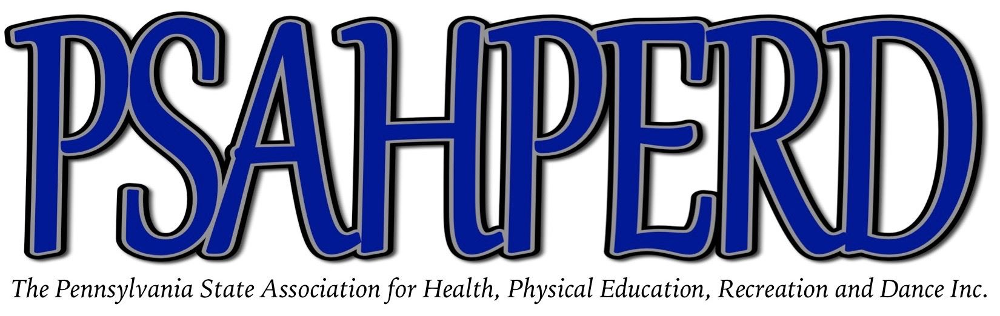 PSAHPERD
The Pennsylvania State Association for Health, Physical Education, Recreation and Dance Inc.